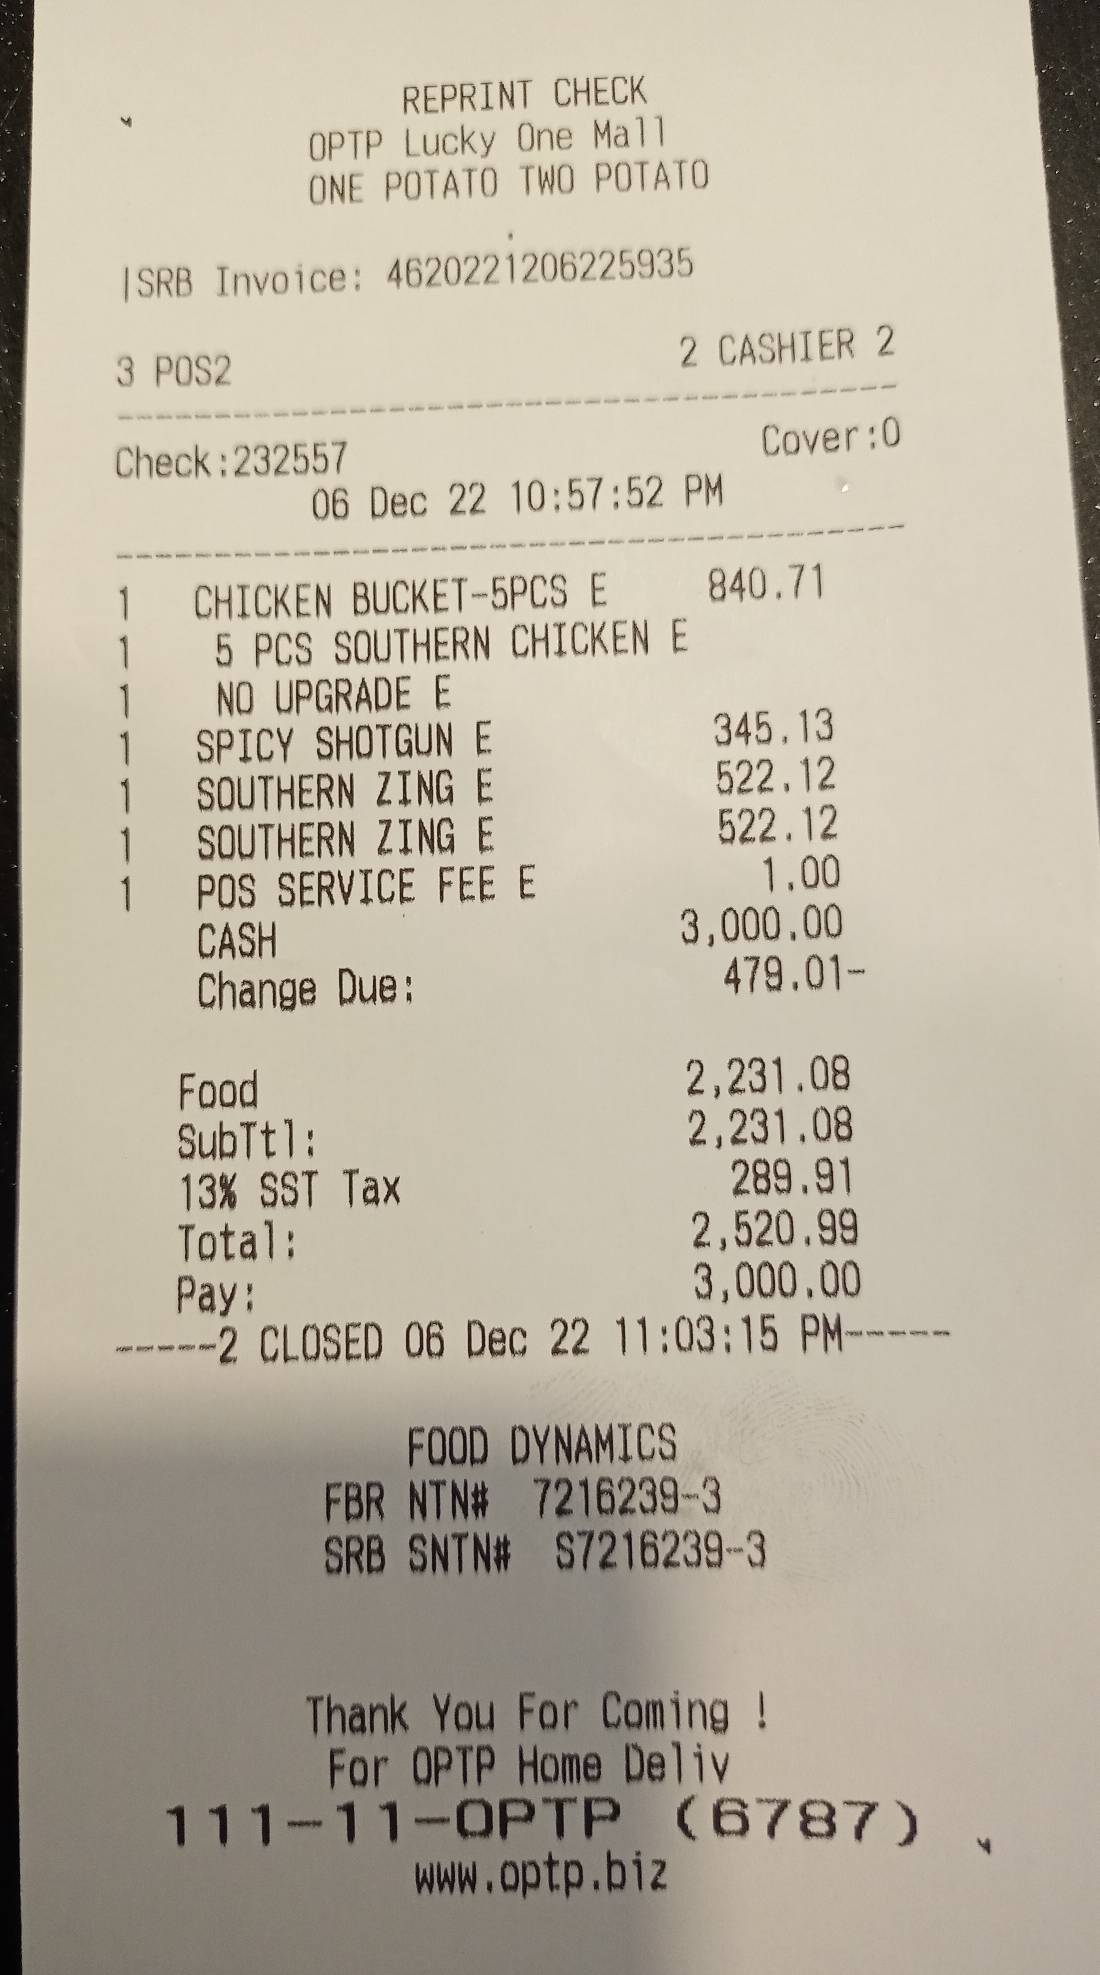 REPRINT CHECK
OPTP Lucky One Mall
ONE POTATO TWO POTATO
|SRB Invoice: 4620221206225935
3 POS2 2 CASHIER 2
Check:232557 Cover:0
06 Dec 22 10:57:52 PM
1 CHICKEN BUCKET-5PCS E 840.71
1 5 PCS SOUTHERN CHICKEN E
1 NO UPGRADE E
1 SPICY SHOTGUN E 345.13
1 SOUTHERN ZING E 522.12
1 SOUTHERN ZING E 522.12
1 POS SERVICE FEE E 1.00
CASH 3,000.00
Change Due: 479.01-
Food 2,231.08
SubTtl: 2,231.08
13% SST Tax 289.91
Total: 2,520.99
Pay: 3,000.00
-----2 CLOSED 06 Dec 22 11:03:15 PM-----
FOOD DYNAMICS
FBR NTN# 7216239-3
SRB SNTN# S7216239-3
Thank You For Coming !
For OPTP Home Deliv
111-11-OPTP (6787)
www.optp.biz